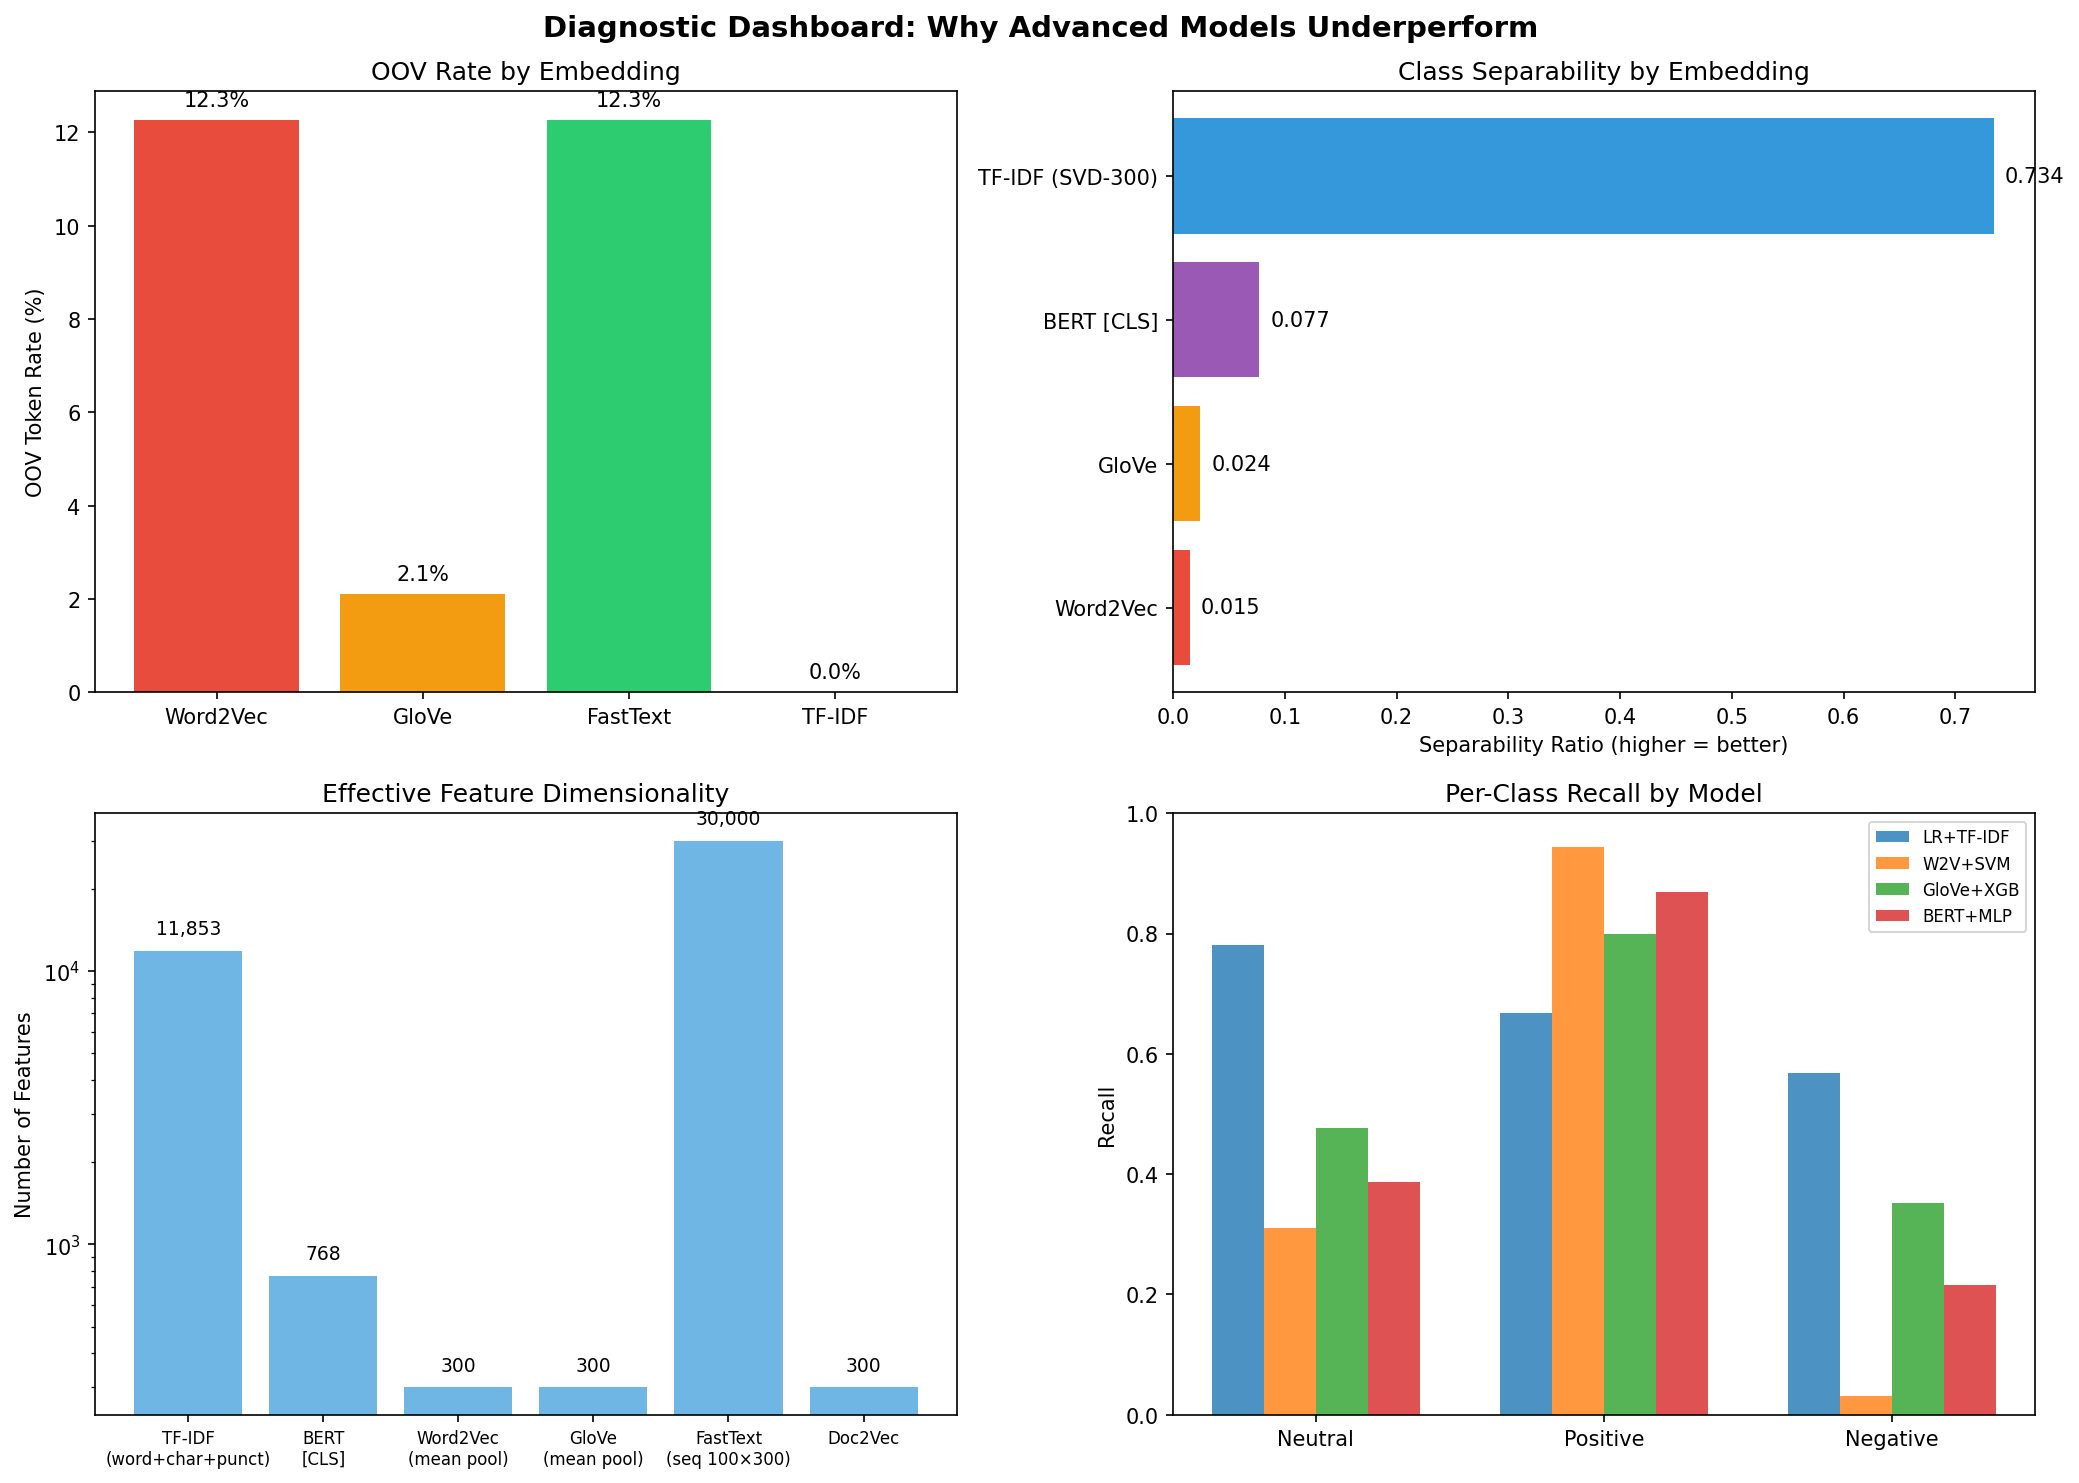 Diagnostic Dashboard: Why Advanced Models Underperform
OOV Rate by Embedding
OOV Token Rate (%)
12
10
8
6
4
2
0
12.3%
2.1%
12.3%
0.0%
Word2Vec
GloVe
FastText
TF-IDF
Class Separability by Embedding
TF-IDF (SVD-300)
0.734
BERT [CLS]
0.077
GloVe
0.024
Word2Vec
0.015
0.0
0.1
0.2
0.3
0.4
0.5
0.6
0.7
Separability Ratio (higher = better)
Effective Feature Dimensionality
Number of Features
10⁴
10³
11,853
768
300
300
30,000
300
TF-IDF
(word+char+punct)
BERT
[CLS]
Word2Vec
(mean pool)
GloVe
(mean pool)
FastText
(seq 100×300)
Doc2Vec
Per-Class Recall by Model
Recall
1.0
0.8
0.6
0.4
0.2
0.0
LR+TF-IDF
W2V+SVM
GloVe+XGB
BERT+MLP
Neutral
Positive
Negative